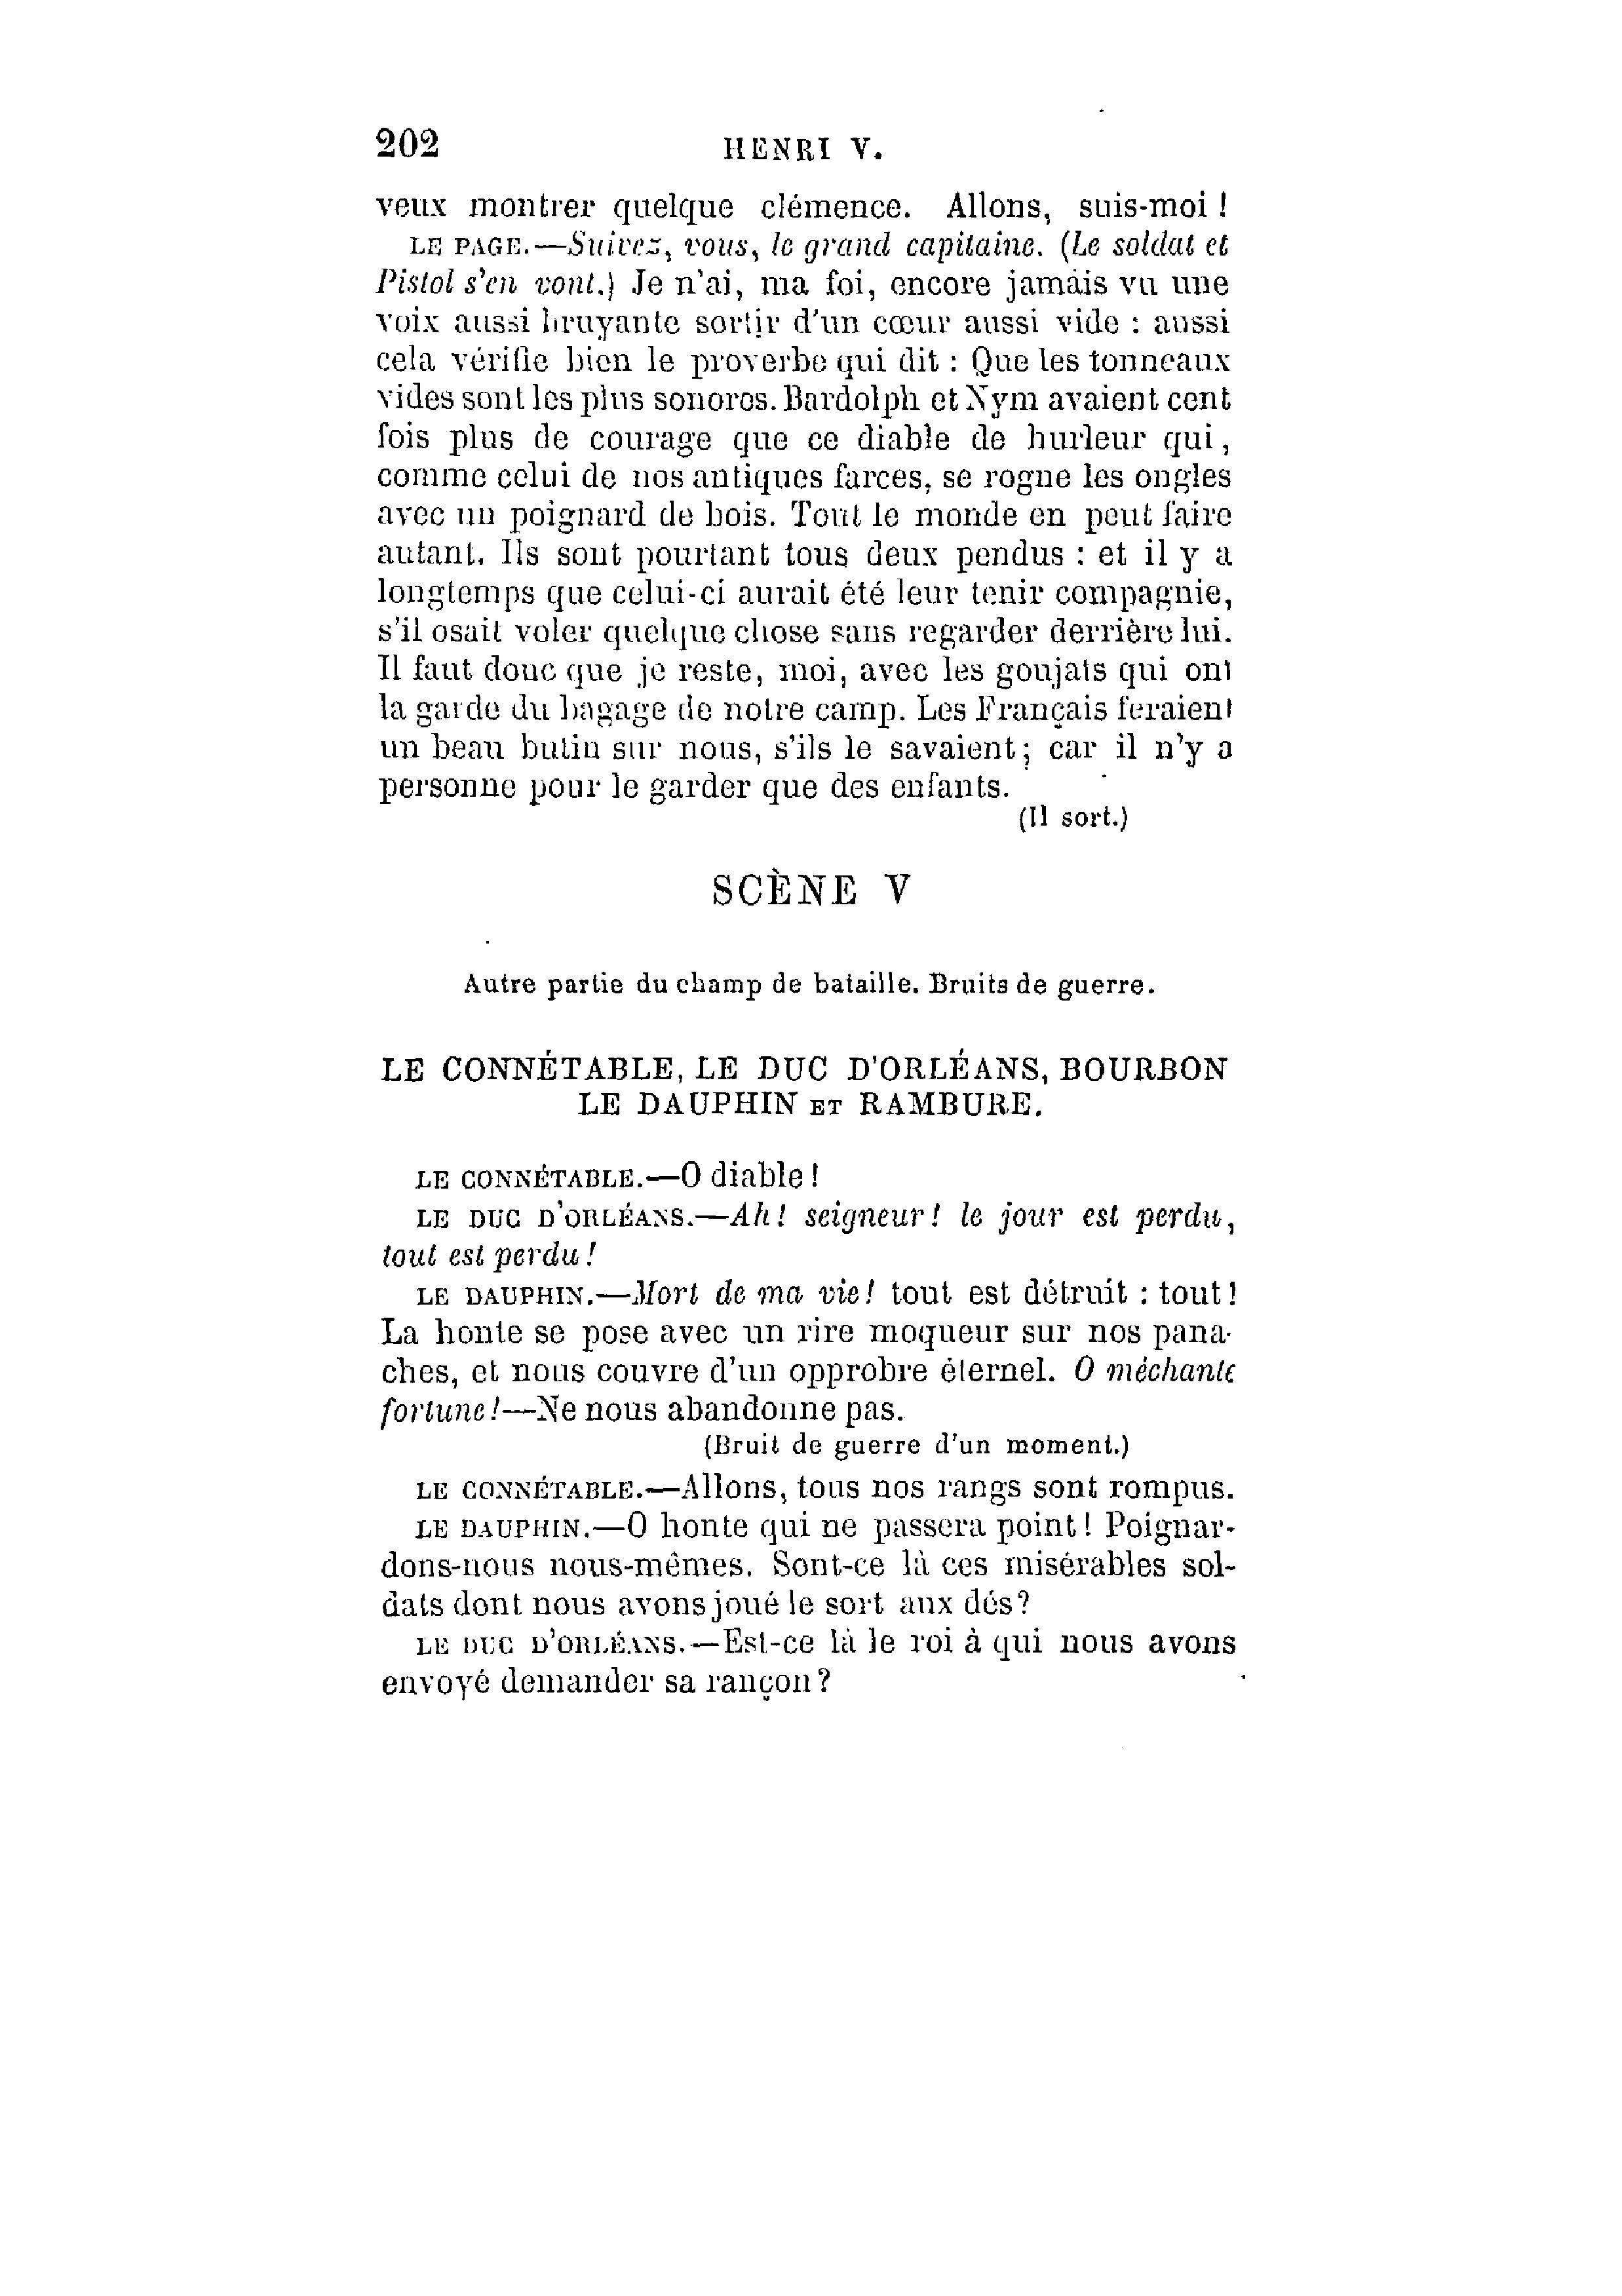 202 HENRI V.
veux montrer quelque clémence. Allons, suis-moi !
LE PAGE.—Suivez, vous, le grand capitaine. (Le soldat et
Pistol s'en vont.) Je n'ai, ma foi, encore jamais vu une
voix aussi bruyante sortir d'un cœur aussi vide : aussi
cela vérifie bien le proverbe qui dit : Que les tonneaux
vides sont les plus sonores. Bardolph et Nym avaient cent
fois plus de courage que ce diable de hurleur qui,
comme celui de nos antiques farces, se rogne les ongles
avec un poignard de bois. Tout le monde en peut faire
autant. Ils sont pourtant tous deux pendus : et il y a
longtemps que celui-ci aurait été leur tenir compagnie,
s'il osait voler quelque chose sans regarder derrière lui.
Il faut donc que je reste, moi, avec les goujats qui ont
la garde du bagage de notre camp. Les Français feraient
un beau butin sur nous, s'ils le savaient; car il n'y a
personne pour le garder que des enfants.
(Il sort.)
SCÈNE V
Autre partie du champ de bataille. Bruits de guerre.
LE CONNÉTABLE, LE DUC D'ORLÉANS, BOURBON
LE DAUPHIN ET RAMBURE.
LE CONNÉTABLE.—O diable !
LE DUC D'ORLÉANS.—Ah ! seigneur ! le jour est perdu,
tout est perdu !
LE DAUPHIN.—Mort de ma vie ! tout est détruit : tout !
La honte se pose avec un rire moqueur sur nos pana-
ches, et nous couvre d'un opprobre éternel. O méchante
fortune !—Ne nous abandonne pas.
(Bruit de guerre d'un moment.)
LE CONNÉTABLE.—Allons, tous nos rangs sont rompus.
LE DAUPHIN.—O honte qui ne passera point ! Poignar-
dons-nous nous-mêmes. Sont-ce là ces misérables sol-
dats dont nous avons joué le sort aux dés?
LE DUC D'ORLÉANS.—Est-ce là le roi à qui nous avons
envoyé demander sa rançon ?